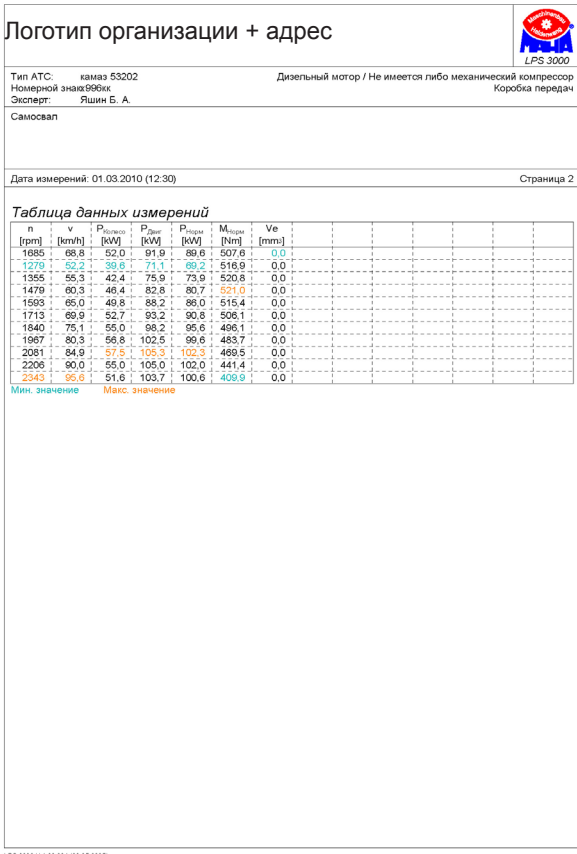 Логотип организации + адрес
Maschinenbau
Haldenwang
MAHA
LPS 3000
Тип АТС: камаз 53202
Дизельный мотор / Не имеется либо механический компрессор
Номерной знак: 996кк
Коробка передач
Эксперт: Яшин Б. А.
Самосвал
Дата измерений: 01.03.2010 (12:30)
Страница 2
Таблица данных измерений
n v PКолесо PДвиг PНорм MНорм Ve
[rpm] [km/h] [kW] [kW] [kW] [Nm] [mm²]
1685 68,8 52,0 91,9 89,6 507,6 0,0
1279 52,2 39,6 71,1 69,2 516,9 0,0
1355 55,3 42,4 75,9 73,9 520,8 0,0
1479 60,3 46,4 82,8 80,7 521,0 0,0
1593 65,0 49,8 88,2 86,0 515,4 0,0
1713 69,9 52,7 93,2 90,8 506,1 0,0
1840 75,1 55,0 98,2 95,6 496,1 0,0
1967 80,3 56,8 102,5 99,6 483,7 0,0
2081 84,9 57,5 105,3 102,3 469,5 0,0
2206 90,0 55,0 105,0 102,0 441,4 0,0
2343 95,6 51,6 103,7 100,6 409,9 0,0
Мин. значение Макс. значение